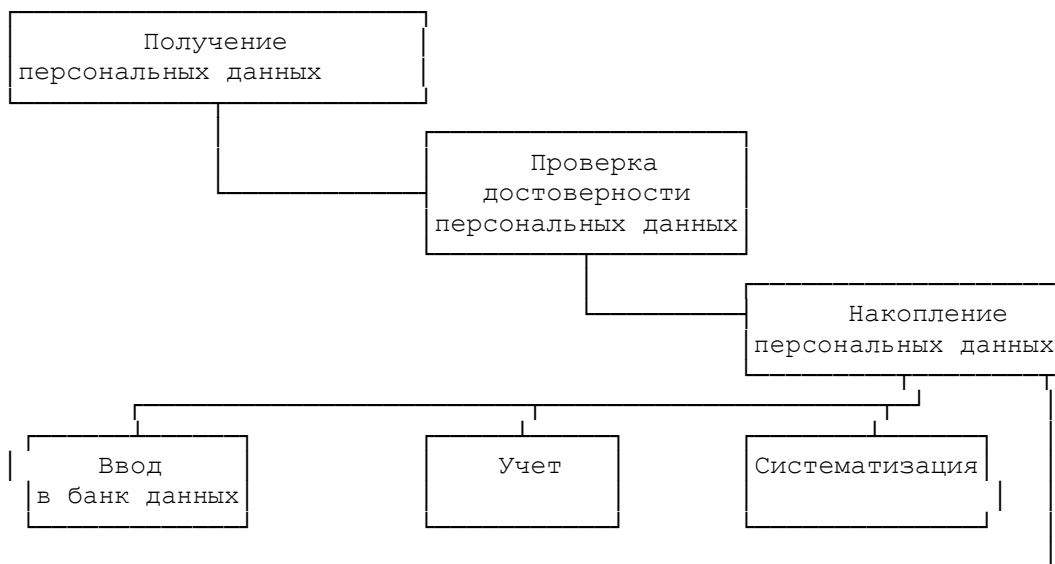 Получение
персональных данных
Проверка
достоверности
персональных данных
Накопление
персональных данных
Ввод
в банк данных
Учет
Систематизация